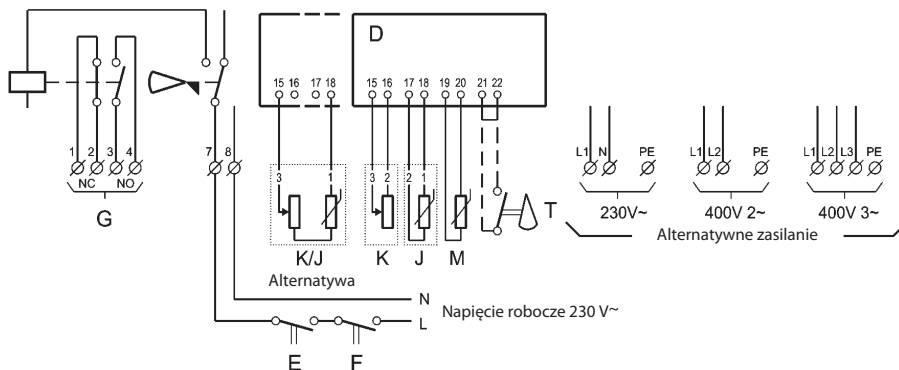 D
15 16 17 18
15 16 17 18 19 20 21 22
1 2 3 4
NC NO
G
7 8
3 1
3 2
2 1
K/J
Alternatywa
K
J
M
T
L1 N PE
230V~
L1 L2 PE
400V 2~
L1 L2 L3 PE
400V 3~
Alternatywne zasilanie
N
L
Napięcie robocze 230 V~
E
F